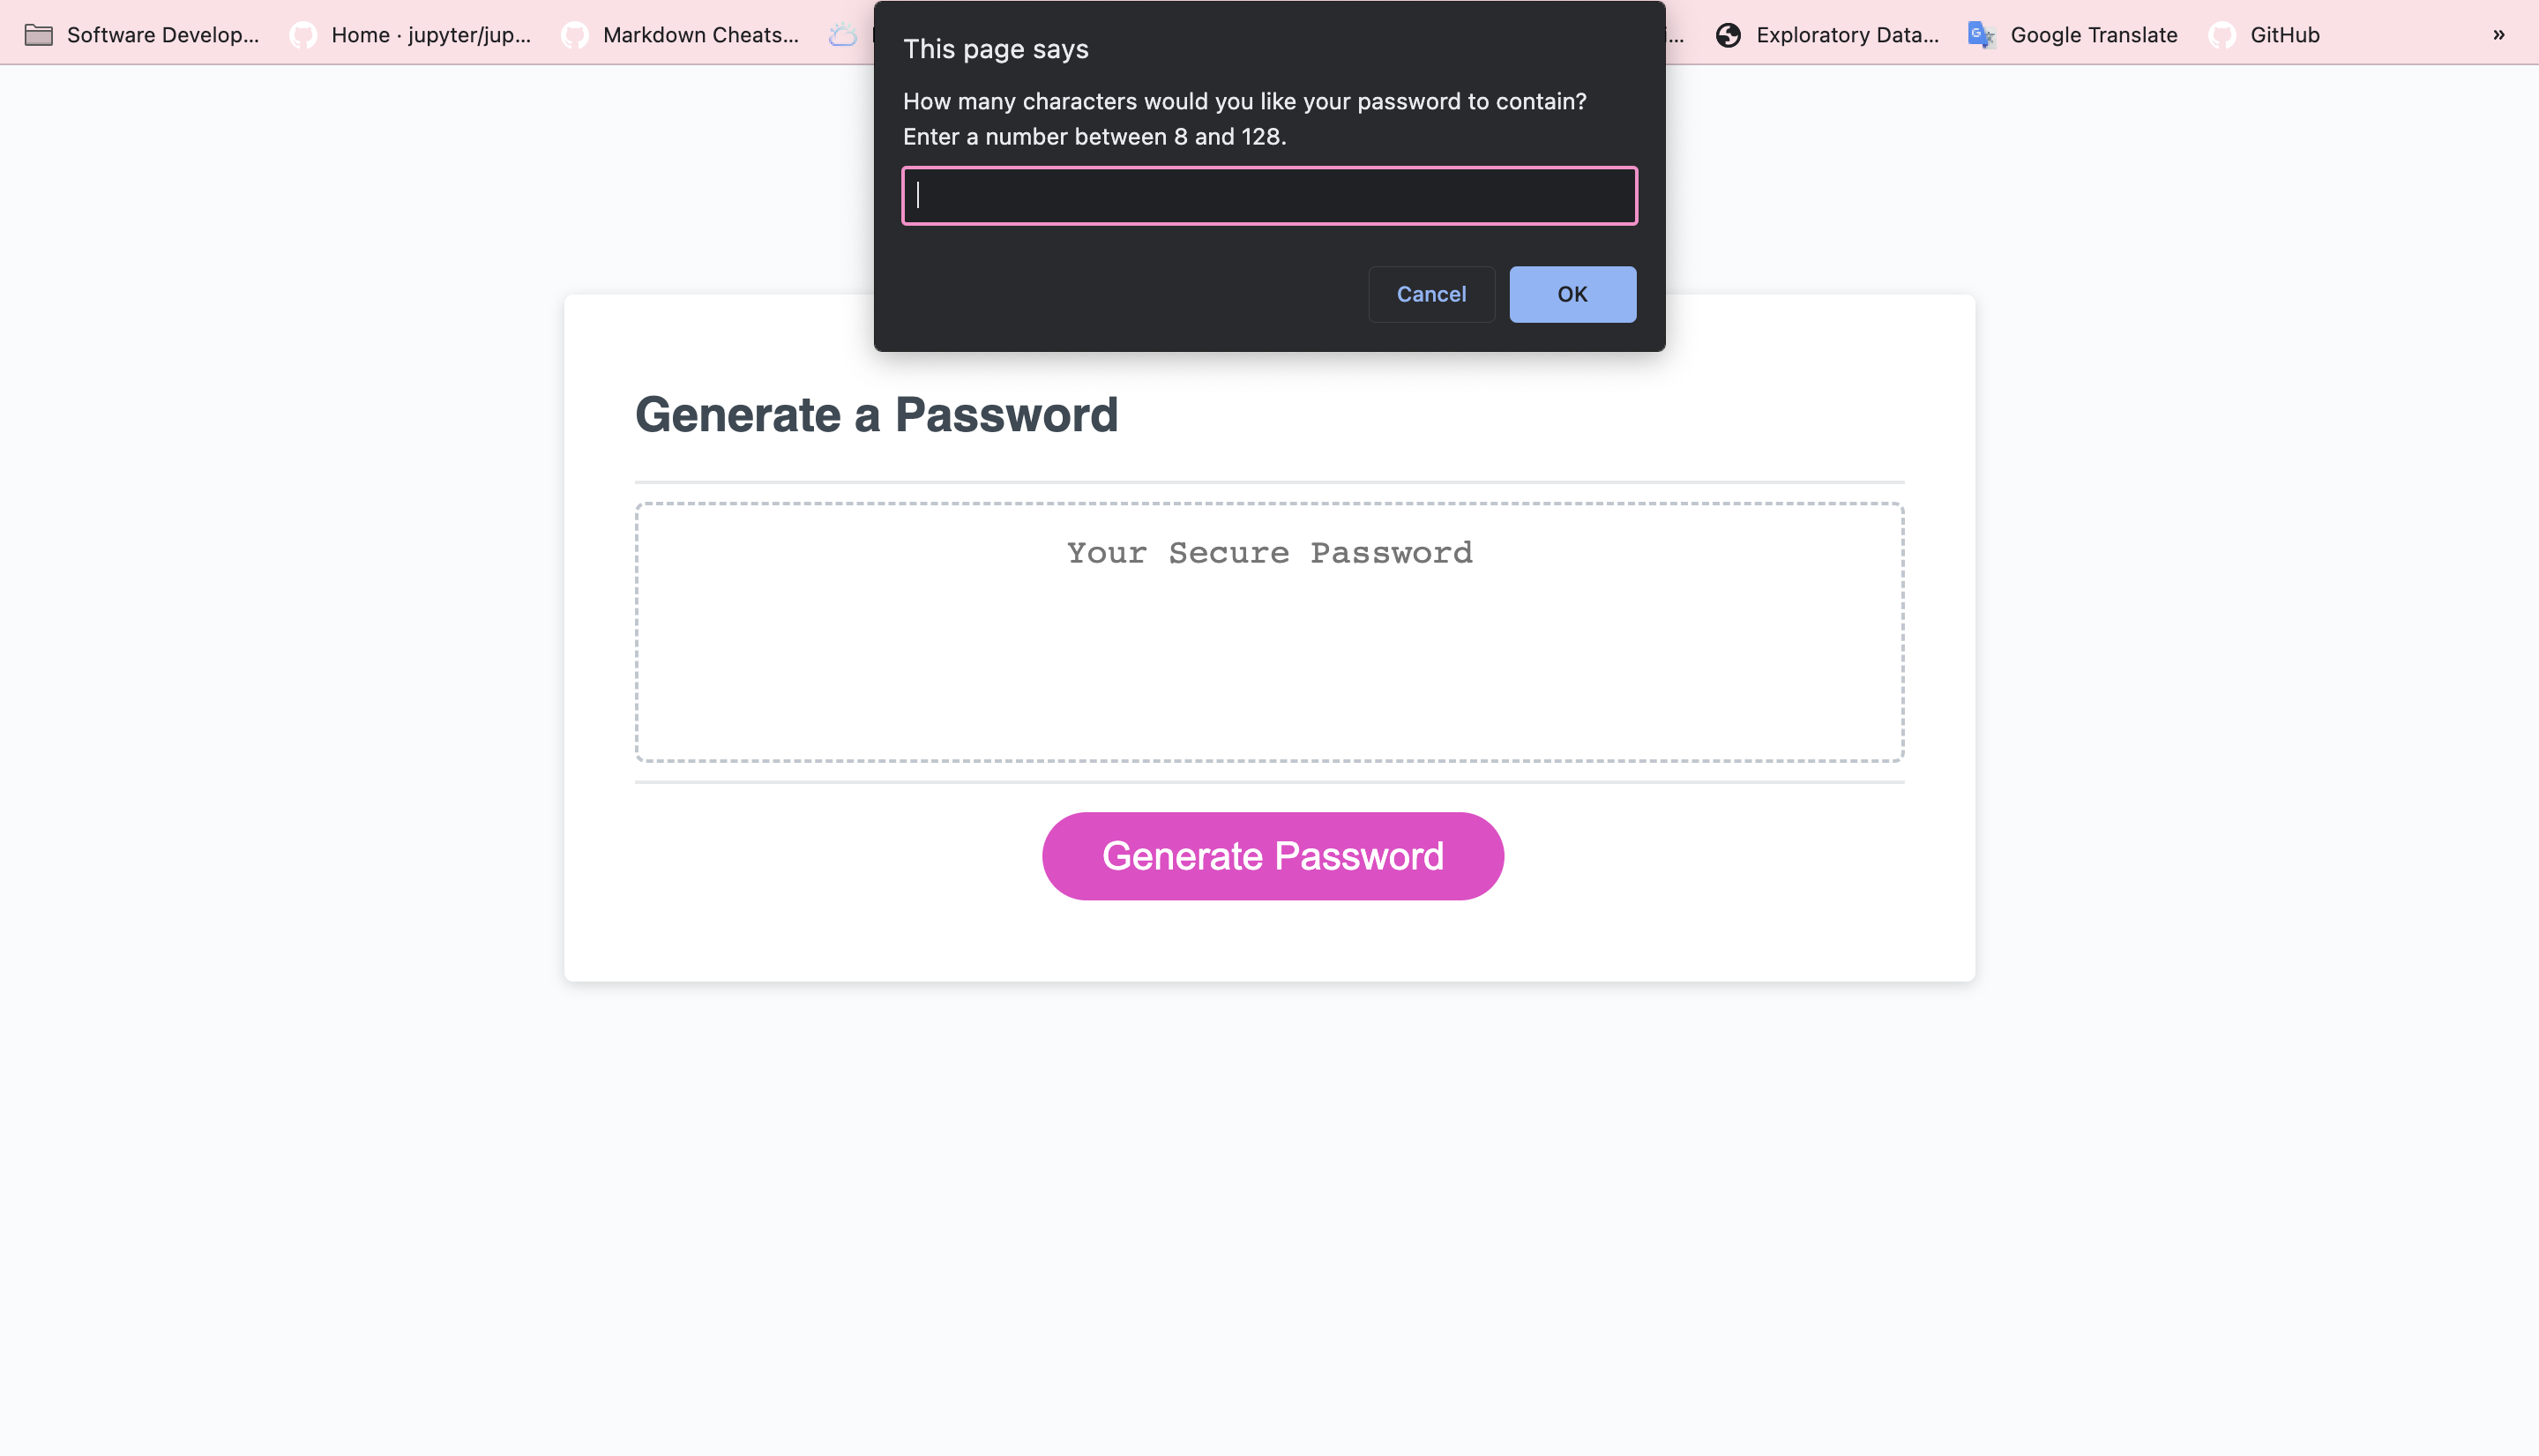 Software Develop...
Home · jupyter/jup...
Markdown Cheats...
Exploratory Data...
Google Translate
GitHub
»
This page says
How many characters would you like your password to contain?
Enter a number between 8 and 128.
Cancel
OK
Generate a Password
Your Secure Password
Generate Password